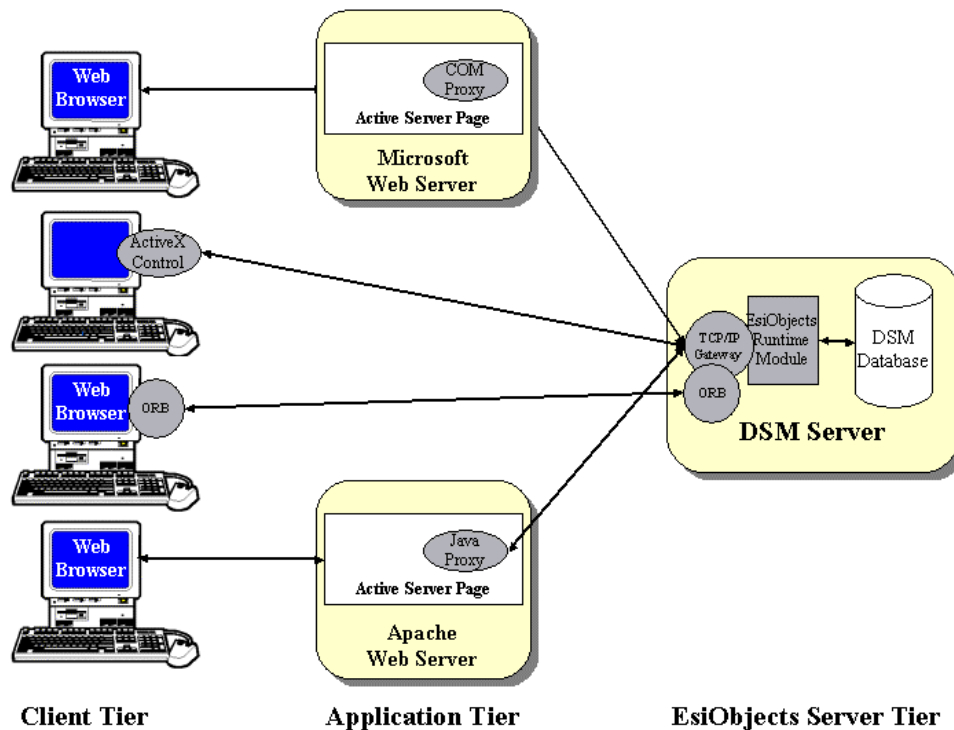 Web
Browser
COM
Proxy
Active Server Page
Microsoft
Web Server
ActiveX
Control
Web
Browser
ORB
TCP/IP
Gateway
ORB
EsiObjects
Runtime
Module
DSM
Database
DSM Server
Web
Browser
Java
Proxy
Active Server Page
Apache
Web Server
Client Tier
Application Tier
EsiObjects Server Tier